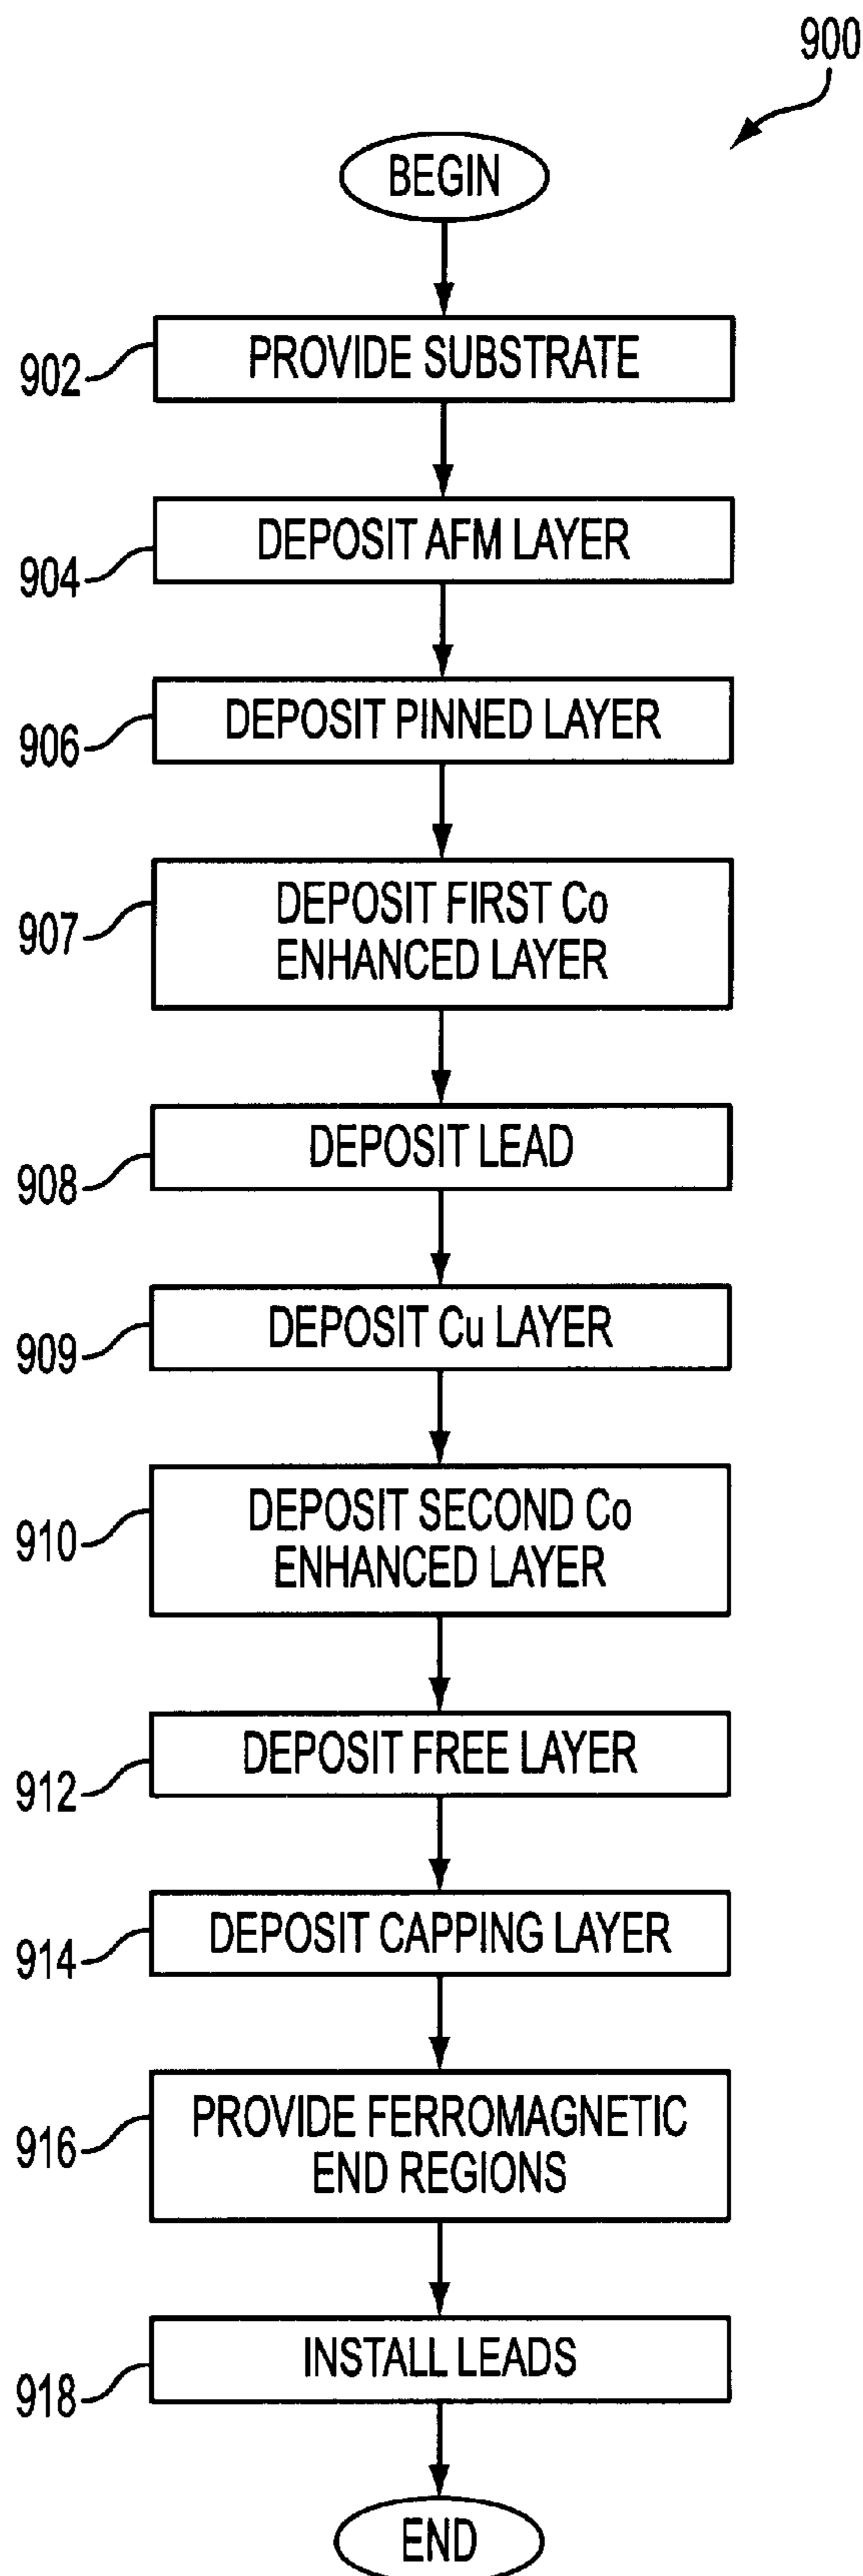 900
BEGIN
902
PROVIDE SUBSTRATE
904
DEPOSIT AFM LAYER
906
DEPOSIT PINNED LAYER
907
DEPOSIT FIRST Co
ENHANCED LAYER
908
DEPOSIT LEAD
909
DEPOSIT Cu LAYER
910
DEPOSIT SECOND Co
ENHANCED LAYER
912
DEPOSIT FREE LAYER
914
DEPOSIT CAPPING LAYER
916
PROVIDE FERROMAGNETIC
END REGIONS
918
INSTALL LEADS
END